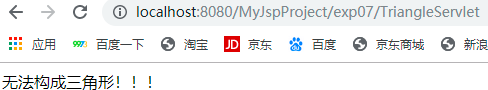 localhost:8080/MyJspProject/exp07/TriangleServlet
应用 997 百度一下 淘宝 JD 京东 百度 京东商城 新浪
无法构成三角形！！！